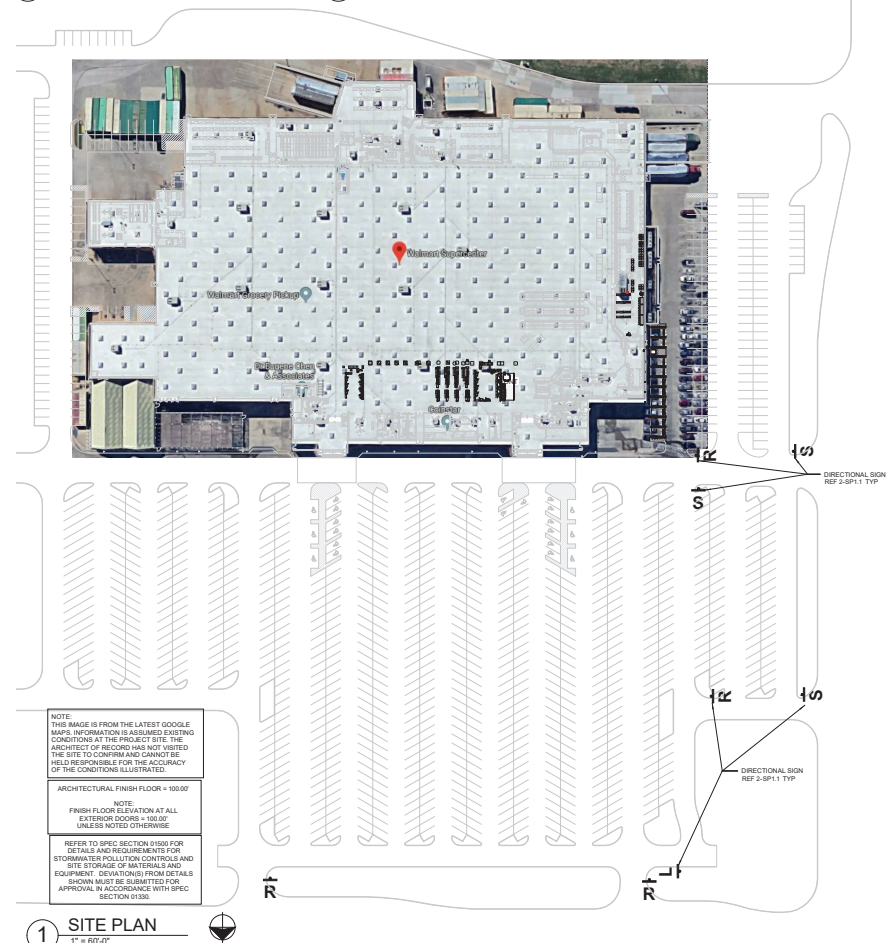 Walmart Supercenter
Walmart Grocery Pickup
Dr Eugene Chen
& Associates
Coinstar
R
S
S
DIRECTIONAL SIGN
REF 2-SP1.1 TYP
R
S
DIRECTIONAL SIGN
REF 2-SP1.1 TYP
NOTE:
THIS IMAGE IS FROM THE LATEST GOOGLE
MAPS. INFORMATION IS ASSUMED EXISTING
CONDITIONS AT THE PROJECT SITE. THE
ARCHITECT OF RECORD HAS NOT VISITED
THE SITE TO CONFIRM AND CANNOT BE
HELD RESPONSIBLE FOR THE ACCURACY
OF THE CONDITIONS ILLUSTRATED.
ARCHITECTURAL FINISH FLOOR = 100.00'
NOTE:
FINISH FLOOR ELEVATION AT ALL
EXTERIOR DOORS = 100.00'
UNLESS NOTED OTHERWISE
REFER TO SPEC SECTION 01500 FOR
DETAILS AND REQUIREMENTS FOR
STORMWATER POLLUTION CONTROLS AND
SITE STORAGE OF MATERIALS AND
EQUIPMENT. DEVIATION(S) FROM DETAILS
SHOWN MUST BE SUBMITTED FOR
APPROVAL IN ACCORDANCE WITH SPEC
SECTION 01330.
L
R
R
1 SITE PLAN
1" = 60'-0"